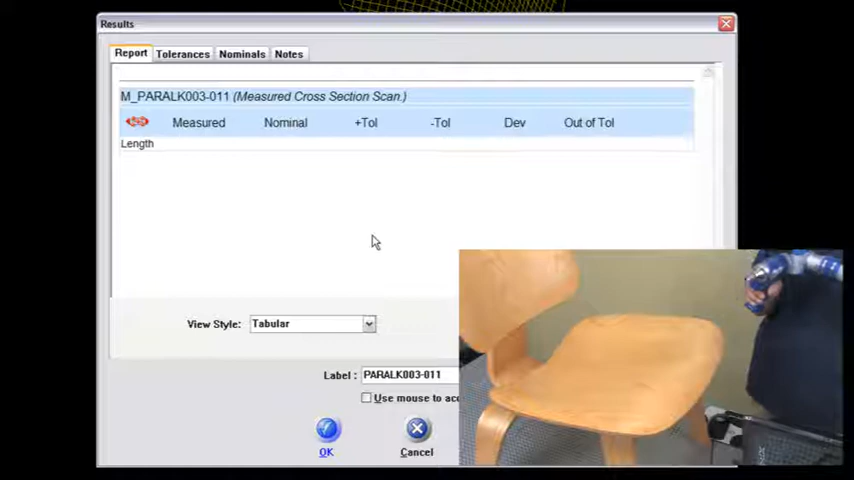 Results
Report Tolerances Nominals Notes
M_PARALK003-011 (Measured Cross Section Scan.)
Measured Nominal +Tol -Tol Dev Out of Tol
Length
View Style: Tabular
Label : PARALK003-011
Use mouse to acc
OK Cancel